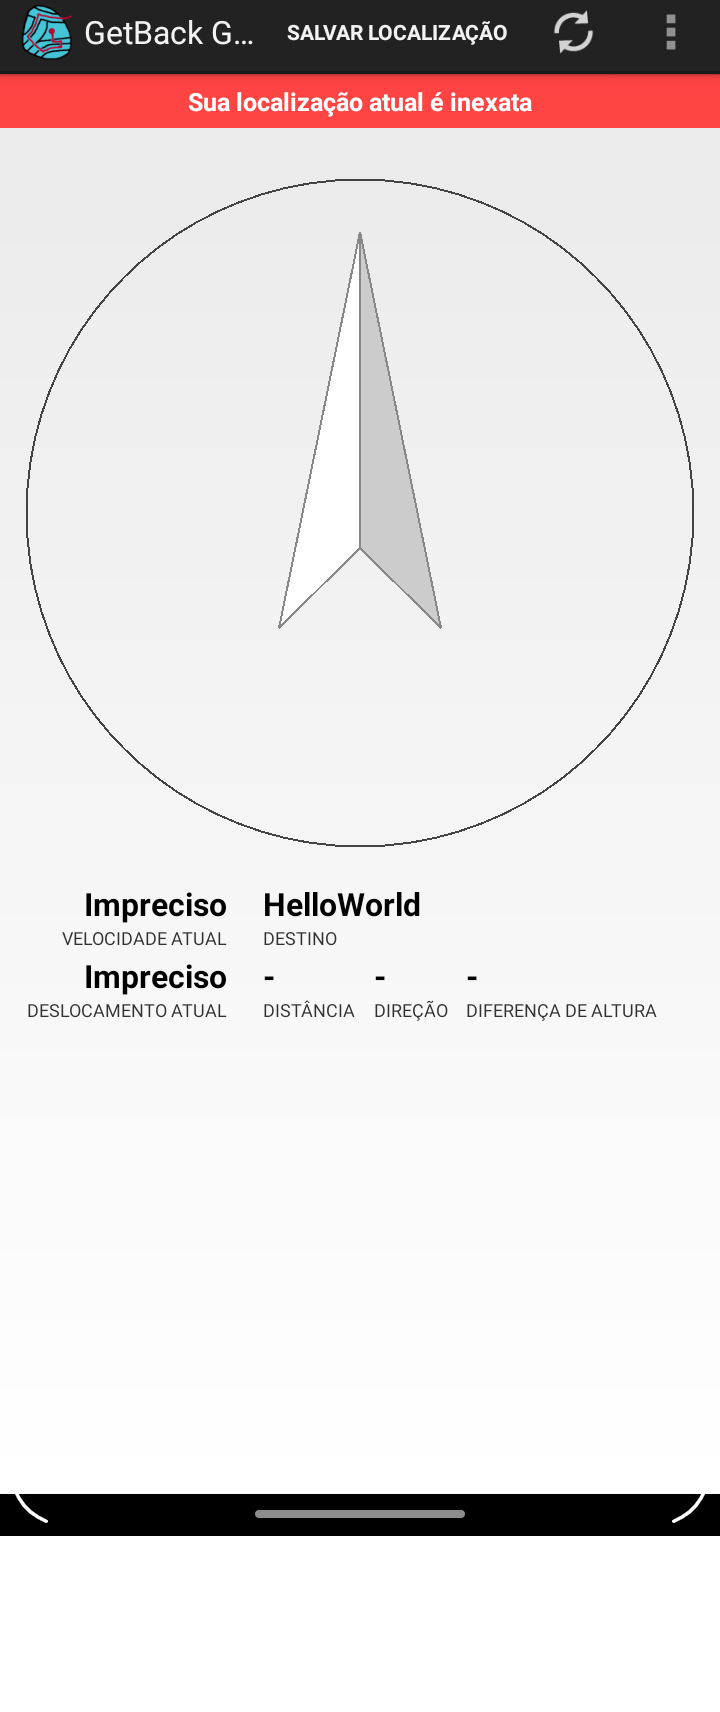 GetBack G... SALVAR LOCALIZAÇÃO
Sua localização atual é inexata
Impreciso HelloWorld
VELOCIDADE ATUAL DESTINO
Impreciso - - -
DESLOCAMENTO ATUAL DISTÂNCIA DIREÇÃO DIFERENÇA DE ALTURA